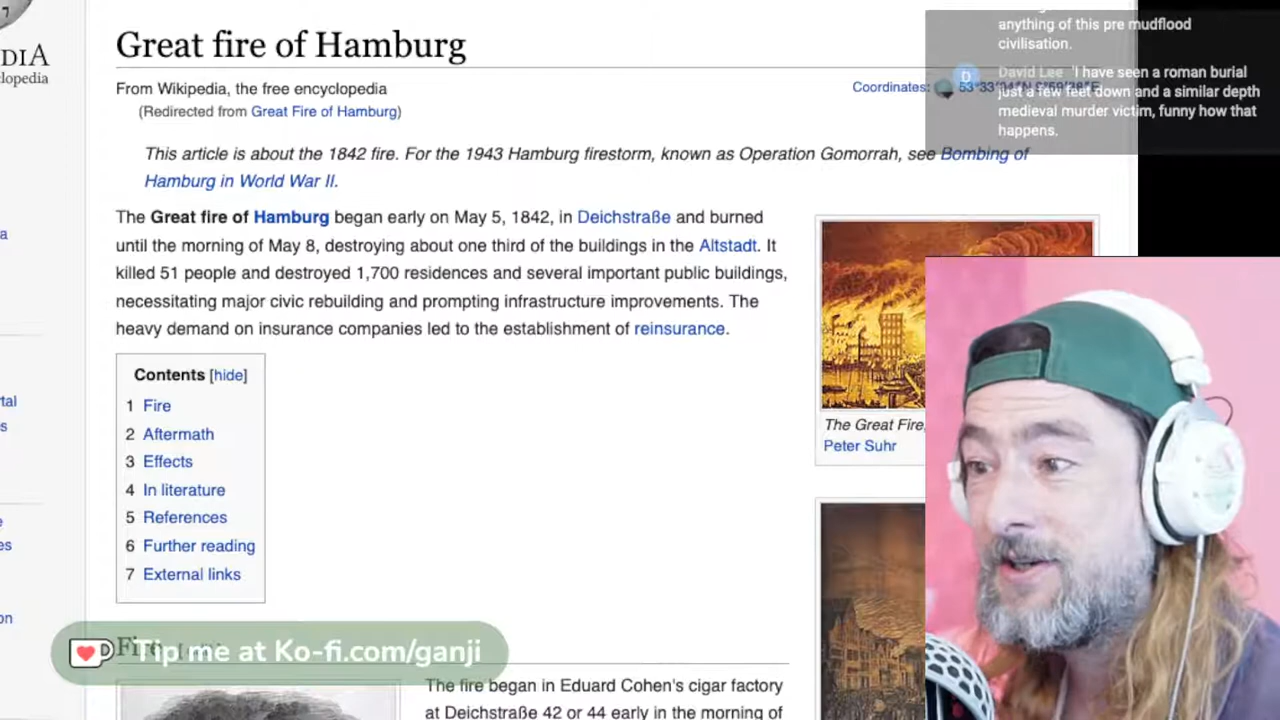 DIA
lopedia
Great fire of Hamburg
From Wikipedia, the free encyclopedia
(Redirected from Great Fire of Hamburg)
Coordinates:
anything of this pre mudflood
civilisation.
D
David Lee 'I have seen a roman burial
just a few feet down and a similar depth
medieval murder victim, funny how that
happens.
This article is about the 1842 fire. For the 1943 Hamburg firestorm, known as Operation Gomorrah, see Bombing of
Hamburg in World War II.
The Great fire of Hamburg began early on May 5, 1842, in Deichstraße and burned
until the morning of May 8, destroying about one third of the buildings in the Altstadt. It
killed 51 people and destroyed 1,700 residences and several important public buildings,
necessitating major civic rebuilding and prompting infrastructure improvements. The
heavy demand on insurance companies led to the establishment of reinsurance.
Contents [hide]
1 Fire
2 Aftermath
3 Effects
4 In literature
5 References
6 Further reading
7 External links
The Great Fire,
Peter Suhr
Fire
Tip me at Ko-fi.com/ganji
The fire began in Eduard Cohen's cigar factory
at Deichstraße 42 or 44 early in the morning of